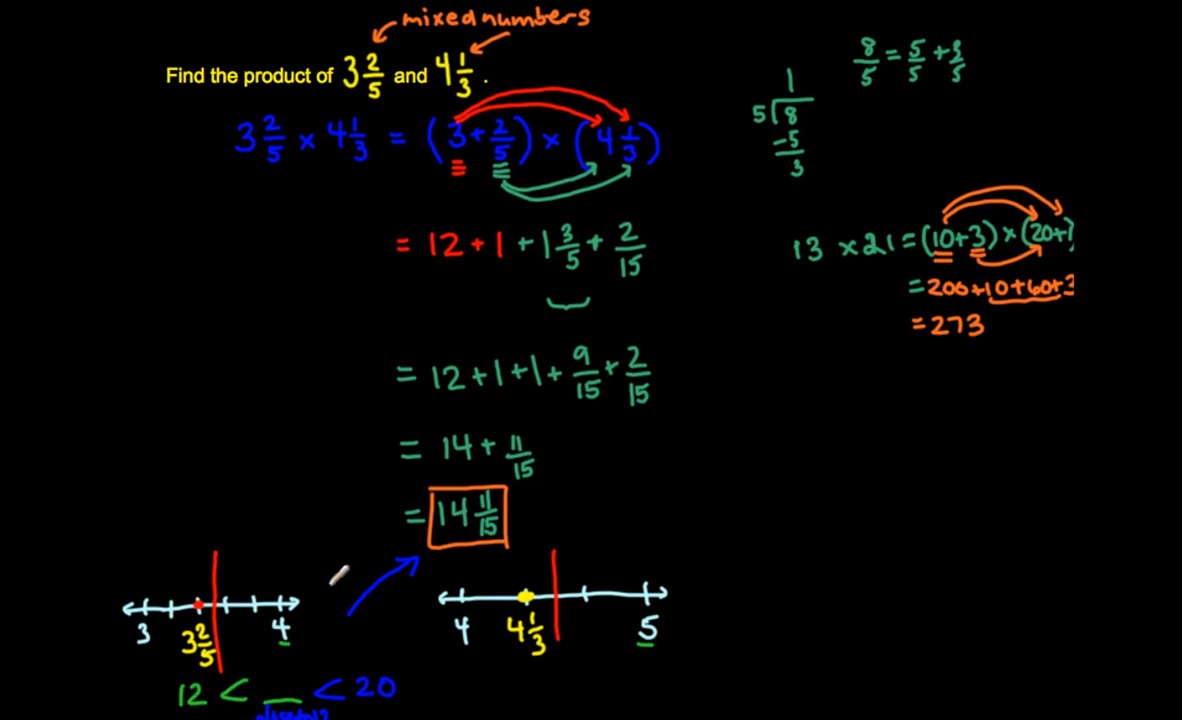 mixed numbers
Find the product of 3 2/5 and 4 1/3 .
3 2/5 × 4 1/3 = (3 + 2/5) × (4 1/3)
= 12 + 1 + 1 3/5 + 2/15
= 12 + 1 + 1 + 9/15 + 2/15
= 14 + 11/15
= 14 11/15
3 3 2/5 4
4 4 1/3 5
12 < __ < 20
8/5 = 5/5 + 3/5
1
5 8
-5
3
13 × 21 = (10+3) × (20+1
= 200+10+60+3
= 273